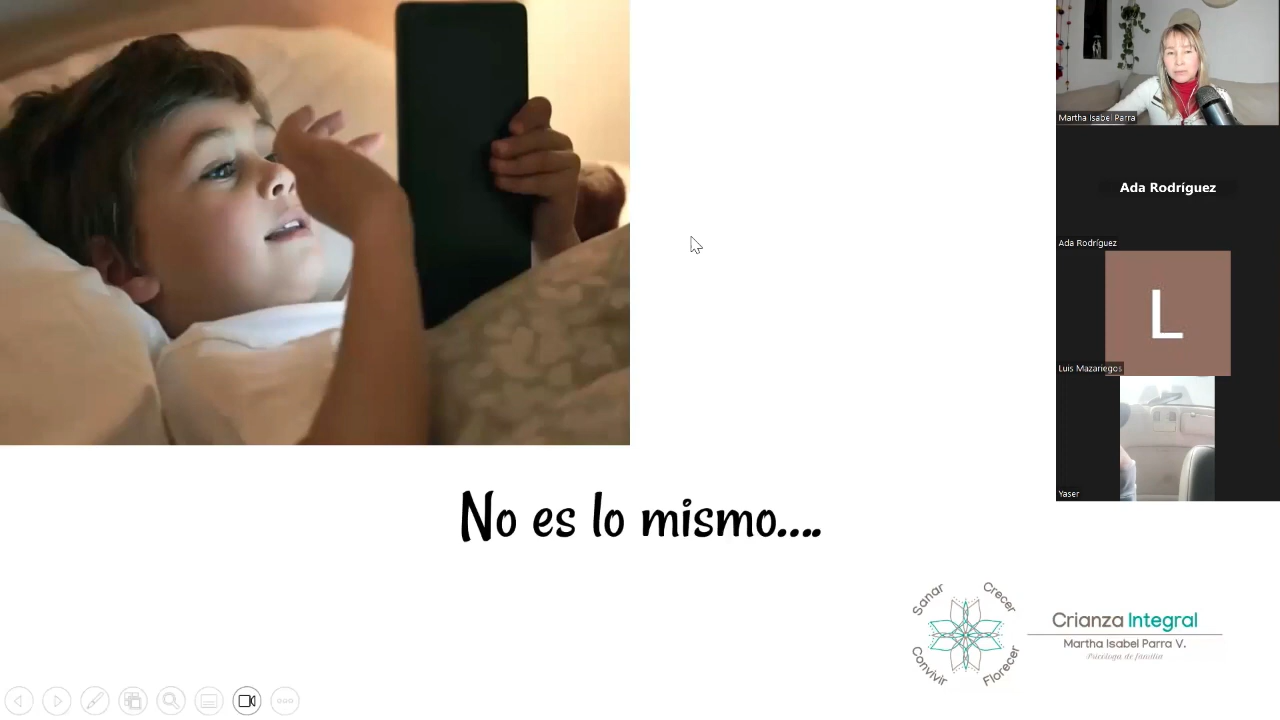 Martha Isabel Parra
Ada Rodríguez
Ada Rodríguez
L
Luis Mazariegos
Yaser
No es lo mismo....
Sanar
Crecer
Convivir
Florecer
Crianza Integral
Martha Isabel Parra V.
Psicóloga de familia